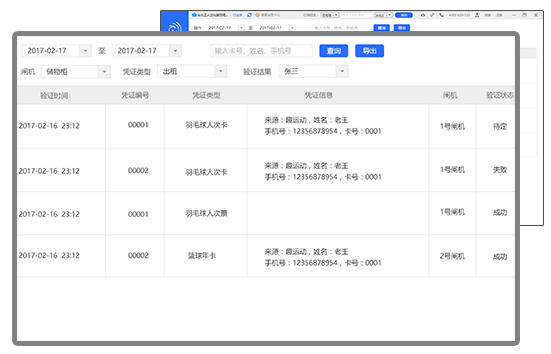 2017-02-17 至 2017-02-17 输入卡号、姓名、手机号 查询 导出
闸机 储物柜 凭证类型 出租 验证结果 张三
验证时间 凭证编号 凭证类型 凭证信息 闸机 验证状态
2017-02-16 23:12 00001 羽毛球人次卡 来源：趣运动，姓名：老王 1号闸机 待定
手机号：12356878954，卡号：0001
2017-02-16 23:12 00002 羽毛球人次卡 来源：趣运动，姓名：老王 1号闸机 失败
手机号：12356878954，卡号：0001
2017-02-16 23:12 00001 羽毛球人次票 1号闸机 成功
2017-02-16 23:12 00002 篮球年卡 来源：趣运动，姓名：老王 2号闸机 成功
手机号：12356878954，卡号：0001